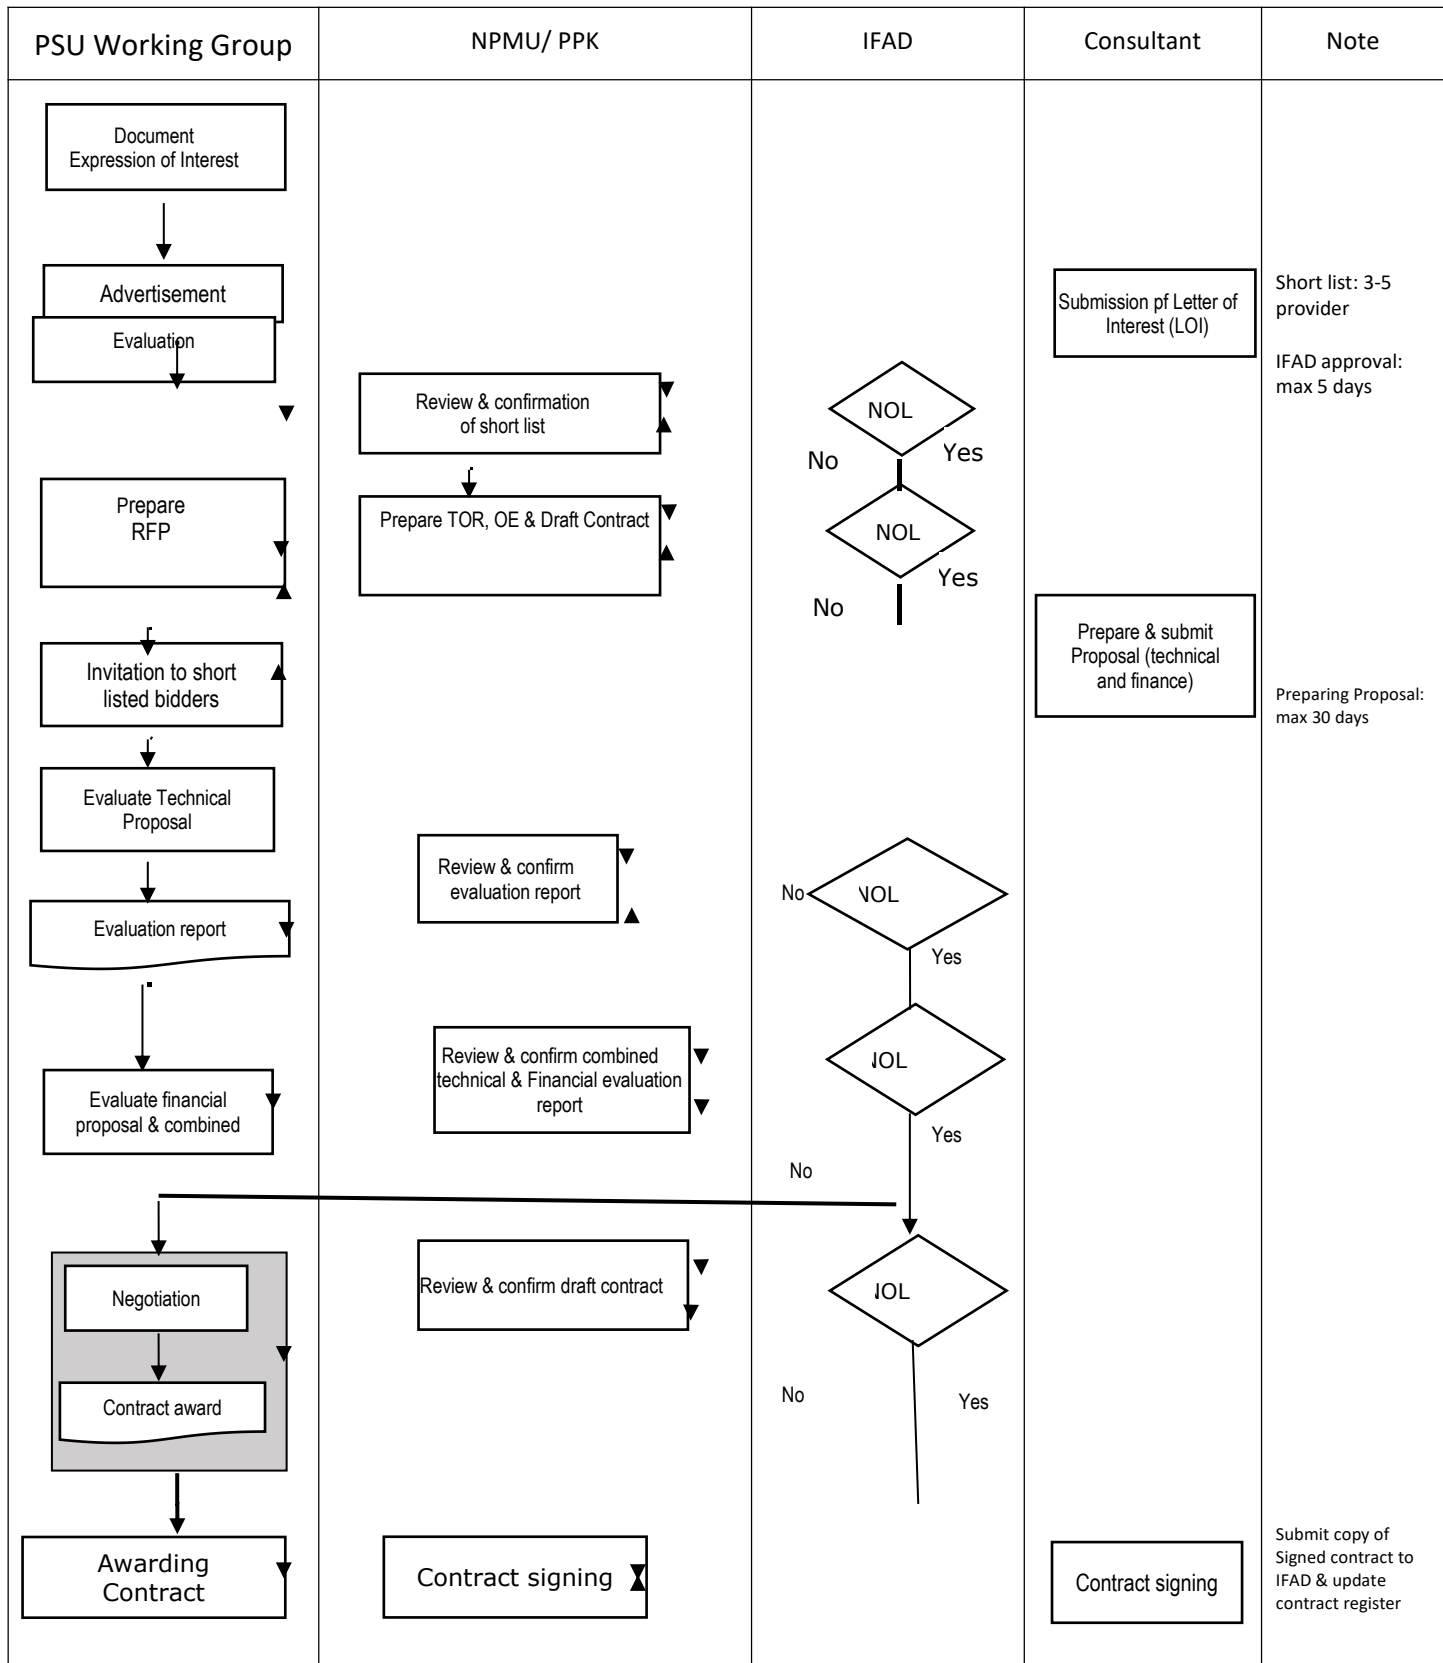 PSU Working Group
NPMU/ PPK
IFAD
Consultant
Note
Document
Expression of Interest
Advertisement
Evaluation
Submission pf Letter of
Interest (LOI)
Short list: 3-5
provider
IFAD approval:
max 5 days
Review & confirmation
of short list
NOL
No
Yes
Prepare
RFP
Prepare TOR, OE & Draft Contract
NOL
Yes
No
Prepare & submit
Proposal (technical
and finance)
Invitation to short
listed bidders
Preparing Proposal:
max 30 days
Evaluate Technical
Proposal
Review & confirm
evaluation report
No
NOL
Yes
Evaluation report
Review & confirm combined
technical & Financial evaluation
report
NOL
Yes
No
Evaluate financial
proposal & combined
Negotiation
Review & confirm draft contract
NOL
No
Yes
Contract award
Awarding
Contract
Contract signing
Contract signing
Submit copy of
Signed contract to
IFAD & update
contract register